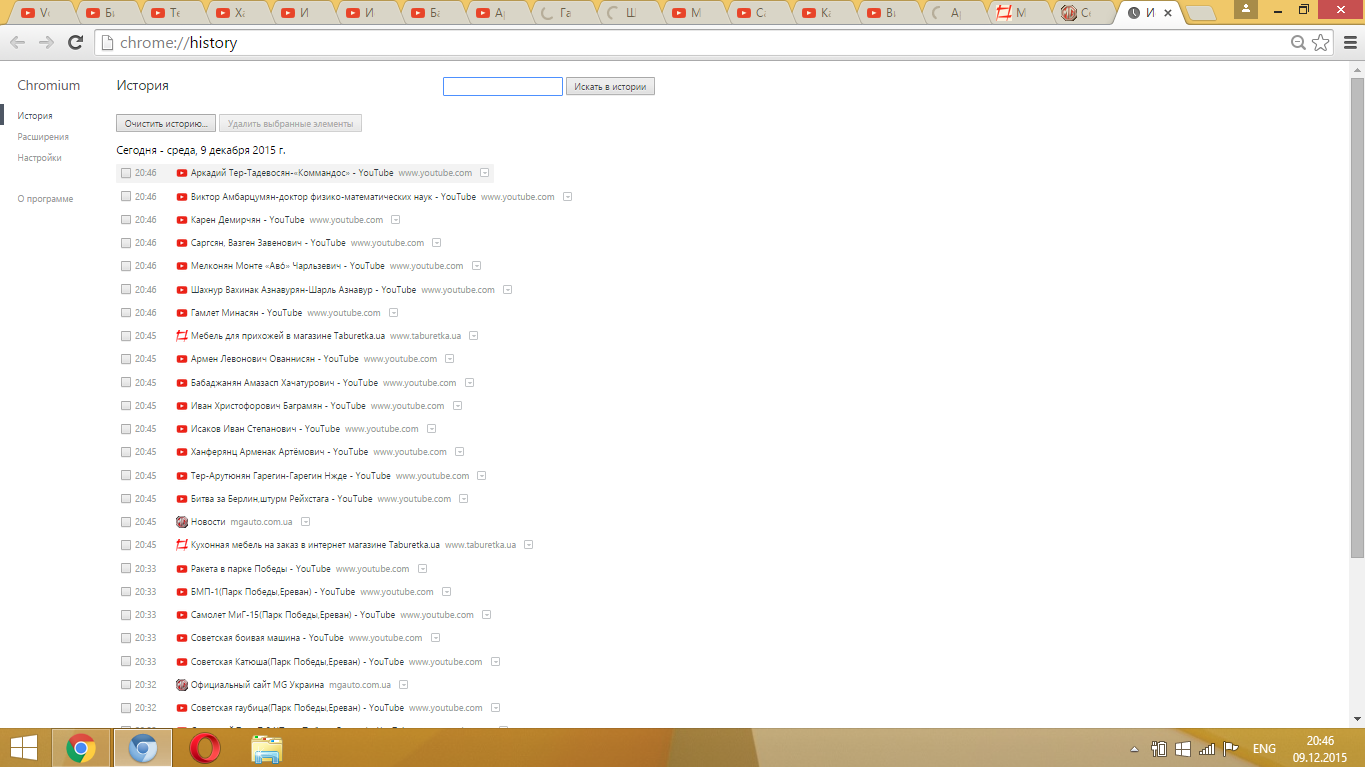 Бы
Те
Ха
И
И
Ба
Га
Ш
М
Са
Ка
Ви
М
И
chrome://history
Chromium
История
Искать в истории
История
Расширения
Настройки
О программе
Очистить историю...
Удалить выбранные элементы
Сегодня - среда, 9 декабря 2015 г.
20:46 Аркадий Тер-Тадевосян-«Коммандос» - YouTube www.youtube.com
20:46 Виктор Амбарцумян-доктор физико-математических наук - YouTube www.youtube.com
20:46 Карен Демирчян - YouTube www.youtube.com
20:46 Саргсян, Вазген Завенович - YouTube www.youtube.com
20:46 Мелконян Монте «Аво́» Чарльзевич - YouTube www.youtube.com
20:46 Шахнур Вахинак Азнавурян-Шарль Азнавур - YouTube www.youtube.com
20:46 Гамлет Минасян - YouTube www.youtube.com
20:45 Мебель для прихожей в магазине Taburetka.ua www.taburetka.ua
20:45 Армен Левонович Ованнисян - YouTube www.youtube.com
20:45 Бабаджанян Амазасп Хачатурович - YouTube www.youtube.com
20:45 Иван Христофорович Баграмян - YouTube www.youtube.com
20:45 Исаков Иван Степанович - YouTube www.youtube.com
20:45 Ханферянц Арменак Артёмович - YouTube www.youtube.com
20:45 Тер-Арутюнян Гарегин-Гарегин Нжде - YouTube www.youtube.com
20:45 Битва за Берлин,штурм Рейхстага - YouTube www.youtube.com
20:45 Новости mgauto.com.ua
20:45 Кухонная мебель на заказ в интернет магазине Taburetka.ua www.taburetka.ua
20:33 Ракета в парке Победы - YouTube www.youtube.com
20:33 БМП-1(Парк Победы,Ереван) - YouTube www.youtube.com
20:33 Самолет МиГ-15(Парк Победы,Ереван) - YouTube www.youtube.com
20:33 Советская боивая машина - YouTube www.youtube.com
20:33 Советская Катюша(Парк Победы,Ереван) - YouTube www.youtube.com
20:32 Официальный сайт MG Украина mgauto.com.ua
20:32 Советская гаубица(Парк Победы,Ереван) - YouTube www.youtube.com
ENG
20:46
09.12.2015